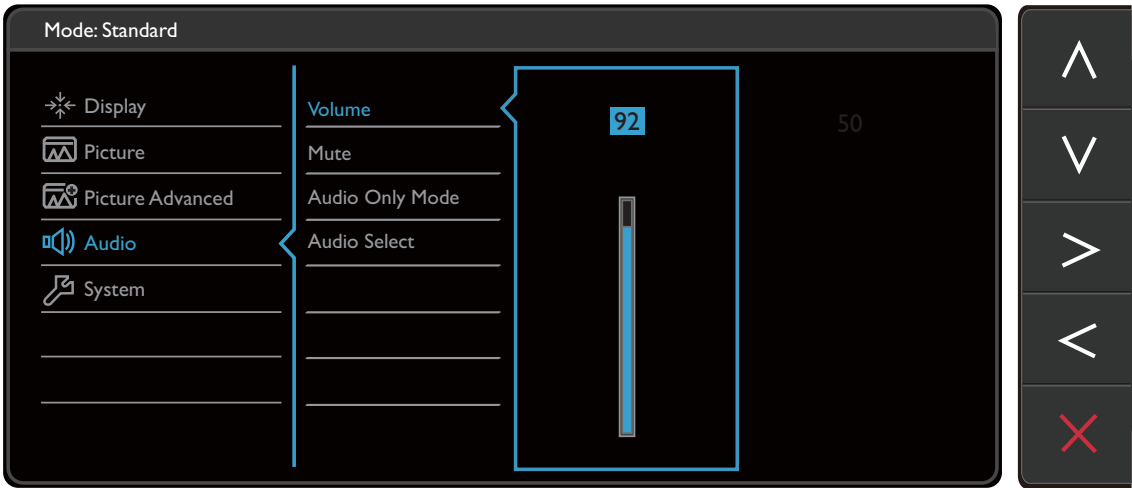 Mode: Standard
Display
Picture
Picture Advanced
Audio
System
Volume
Mute
Audio Only Mode
Audio Select
92
50